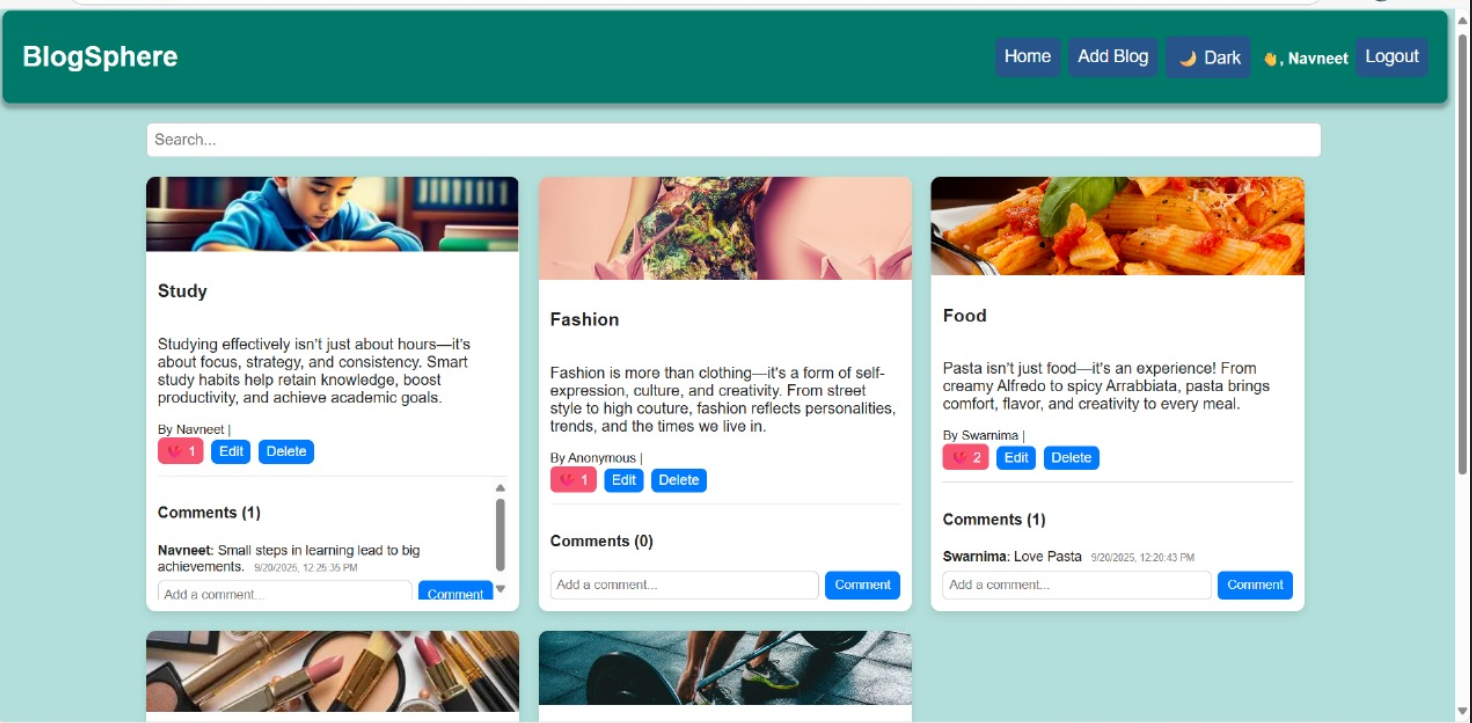 BlogSphere
Home
Add Blog
🌙 Dark
👋, Navneet
Logout
Search...
Study
Studying effectively isn’t just about hours—it’s
about focus, strategy, and consistency. Smart
study habits help retain knowledge, boost
productivity, and achieve academic goals.
By Navneet |
💔 1
Edit
Delete
Comments (1)
Navneet: Small steps in learning lead to big
achievements. 9/20/2025, 12:25:35 PM
Add a comment...
Comment
Fashion
Fashion is more than clothing—it's a form of self-
expression, culture, and creativity. From street
style to high couture, fashion reflects personalities,
trends, and the times we live in.
By Anonymous |
💔 1
Edit
Delete
Comments (0)
Add a comment...
Comment
Food
Pasta isn't just food—it's an experience! From
creamy Alfredo to spicy Arrabbiata, pasta brings
comfort, flavor, and creativity to every meal.
By Swarnima |
💔 2
Edit
Delete
Comments (1)
Swarnima: Love Pasta 9/20/2025, 12:20:43 PM
Add a comment...
Comment